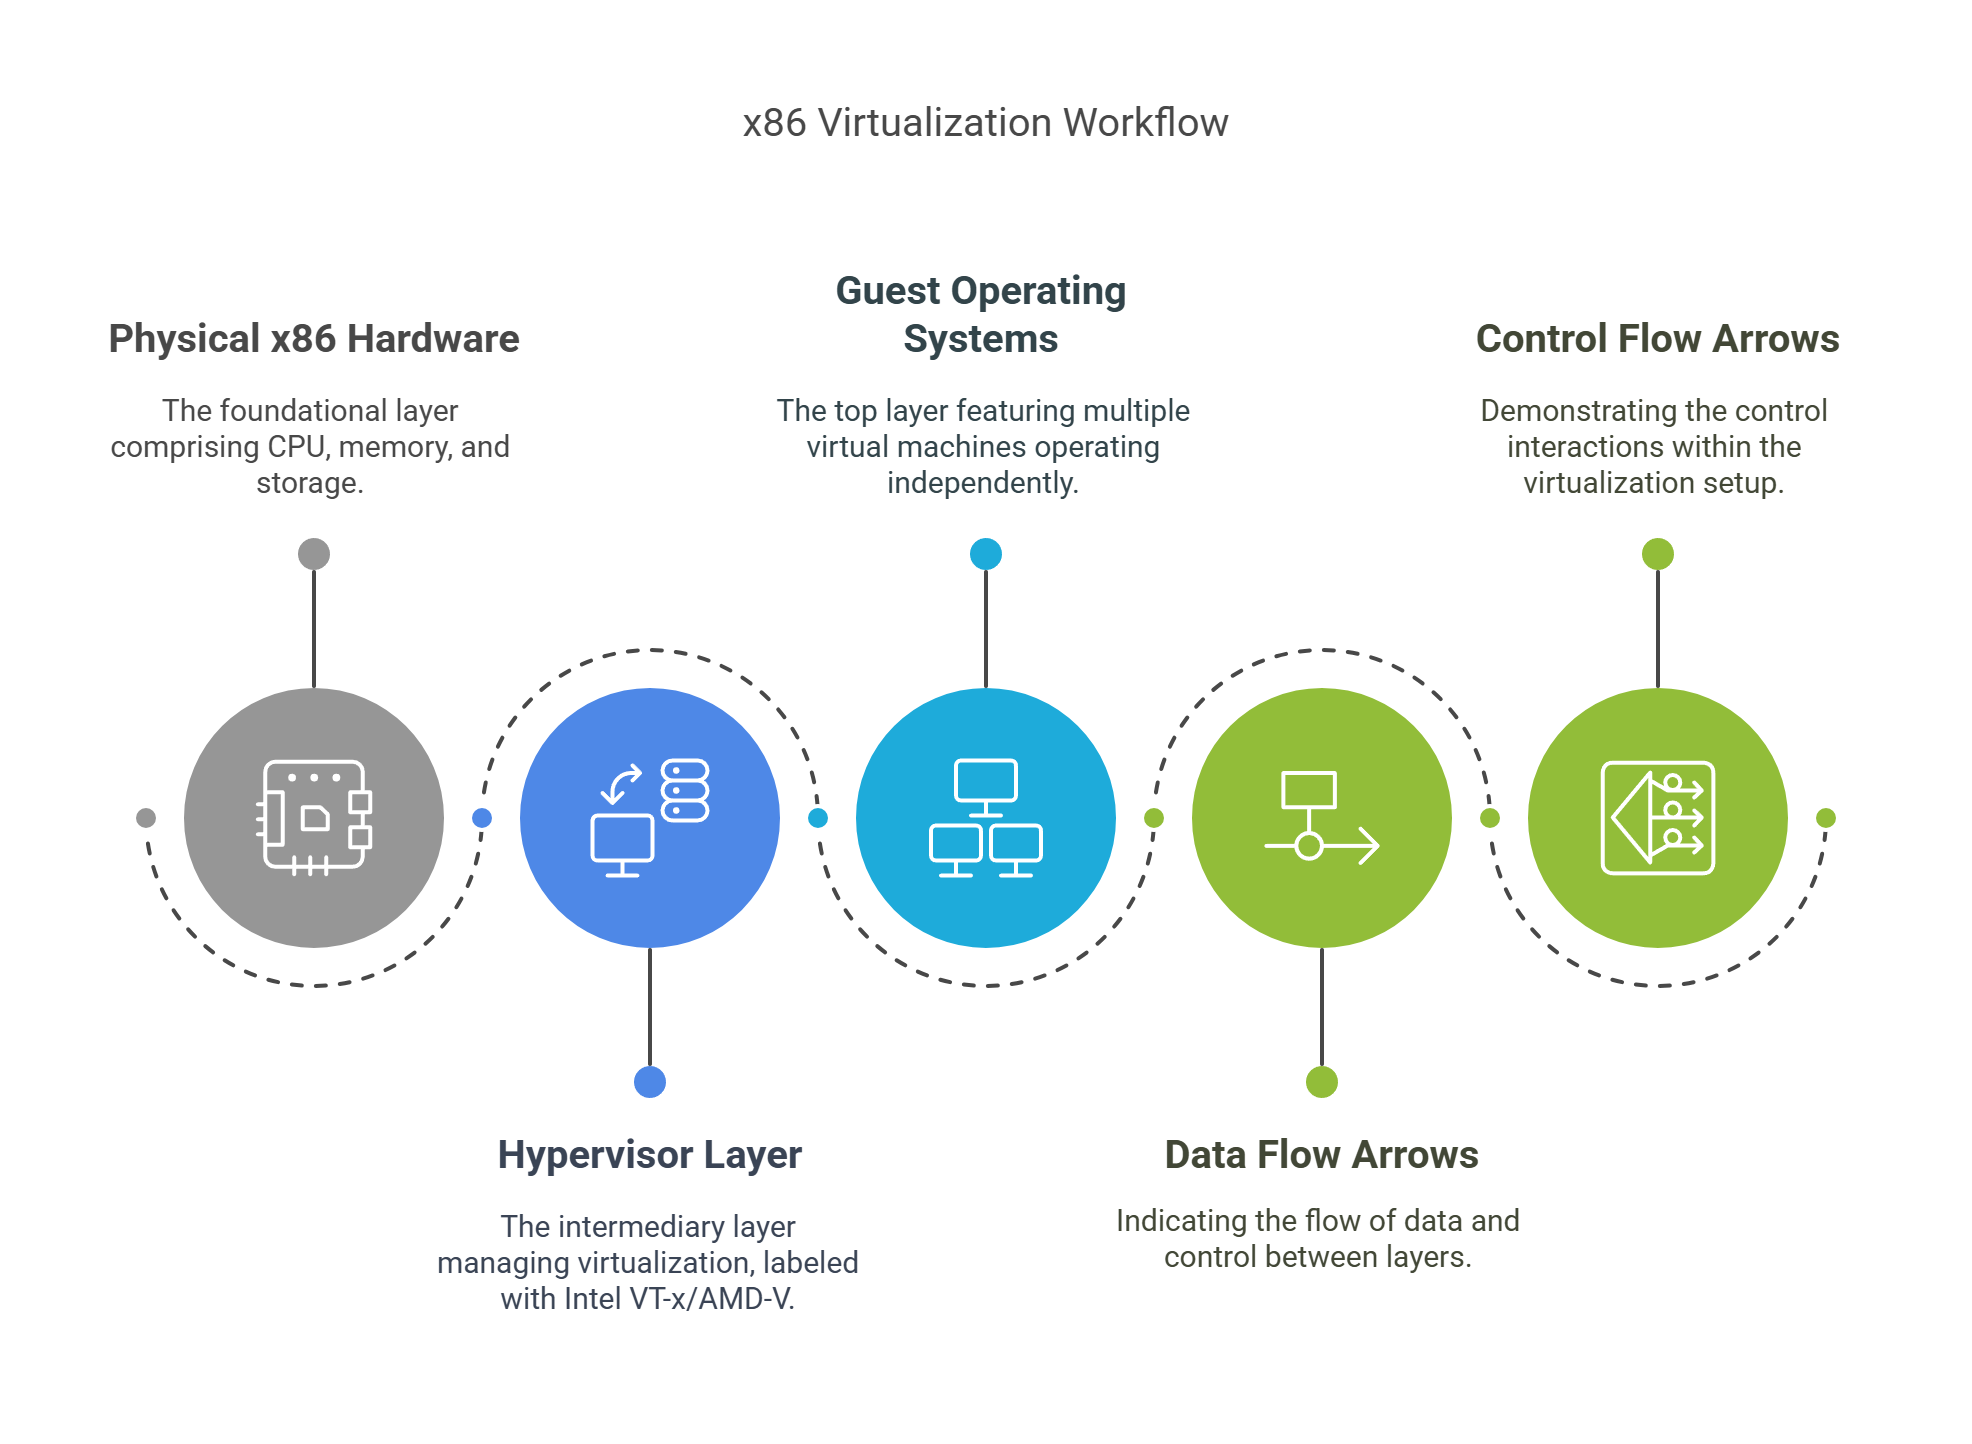 x86 Virtualization Workflow
Physical x86 Hardware
The foundational layer
comprising CPU, memory, and
storage.
Hypervisor Layer
The intermediary layer
managing virtualization, labeled
with Intel VT-x/AMD-V.
Guest Operating
Systems
The top layer featuring multiple
virtual machines operating
independently.
Data Flow Arrows
Indicating the flow of data and
control between layers.
Control Flow Arrows
Demonstrating the control
interactions within the
virtualization setup.